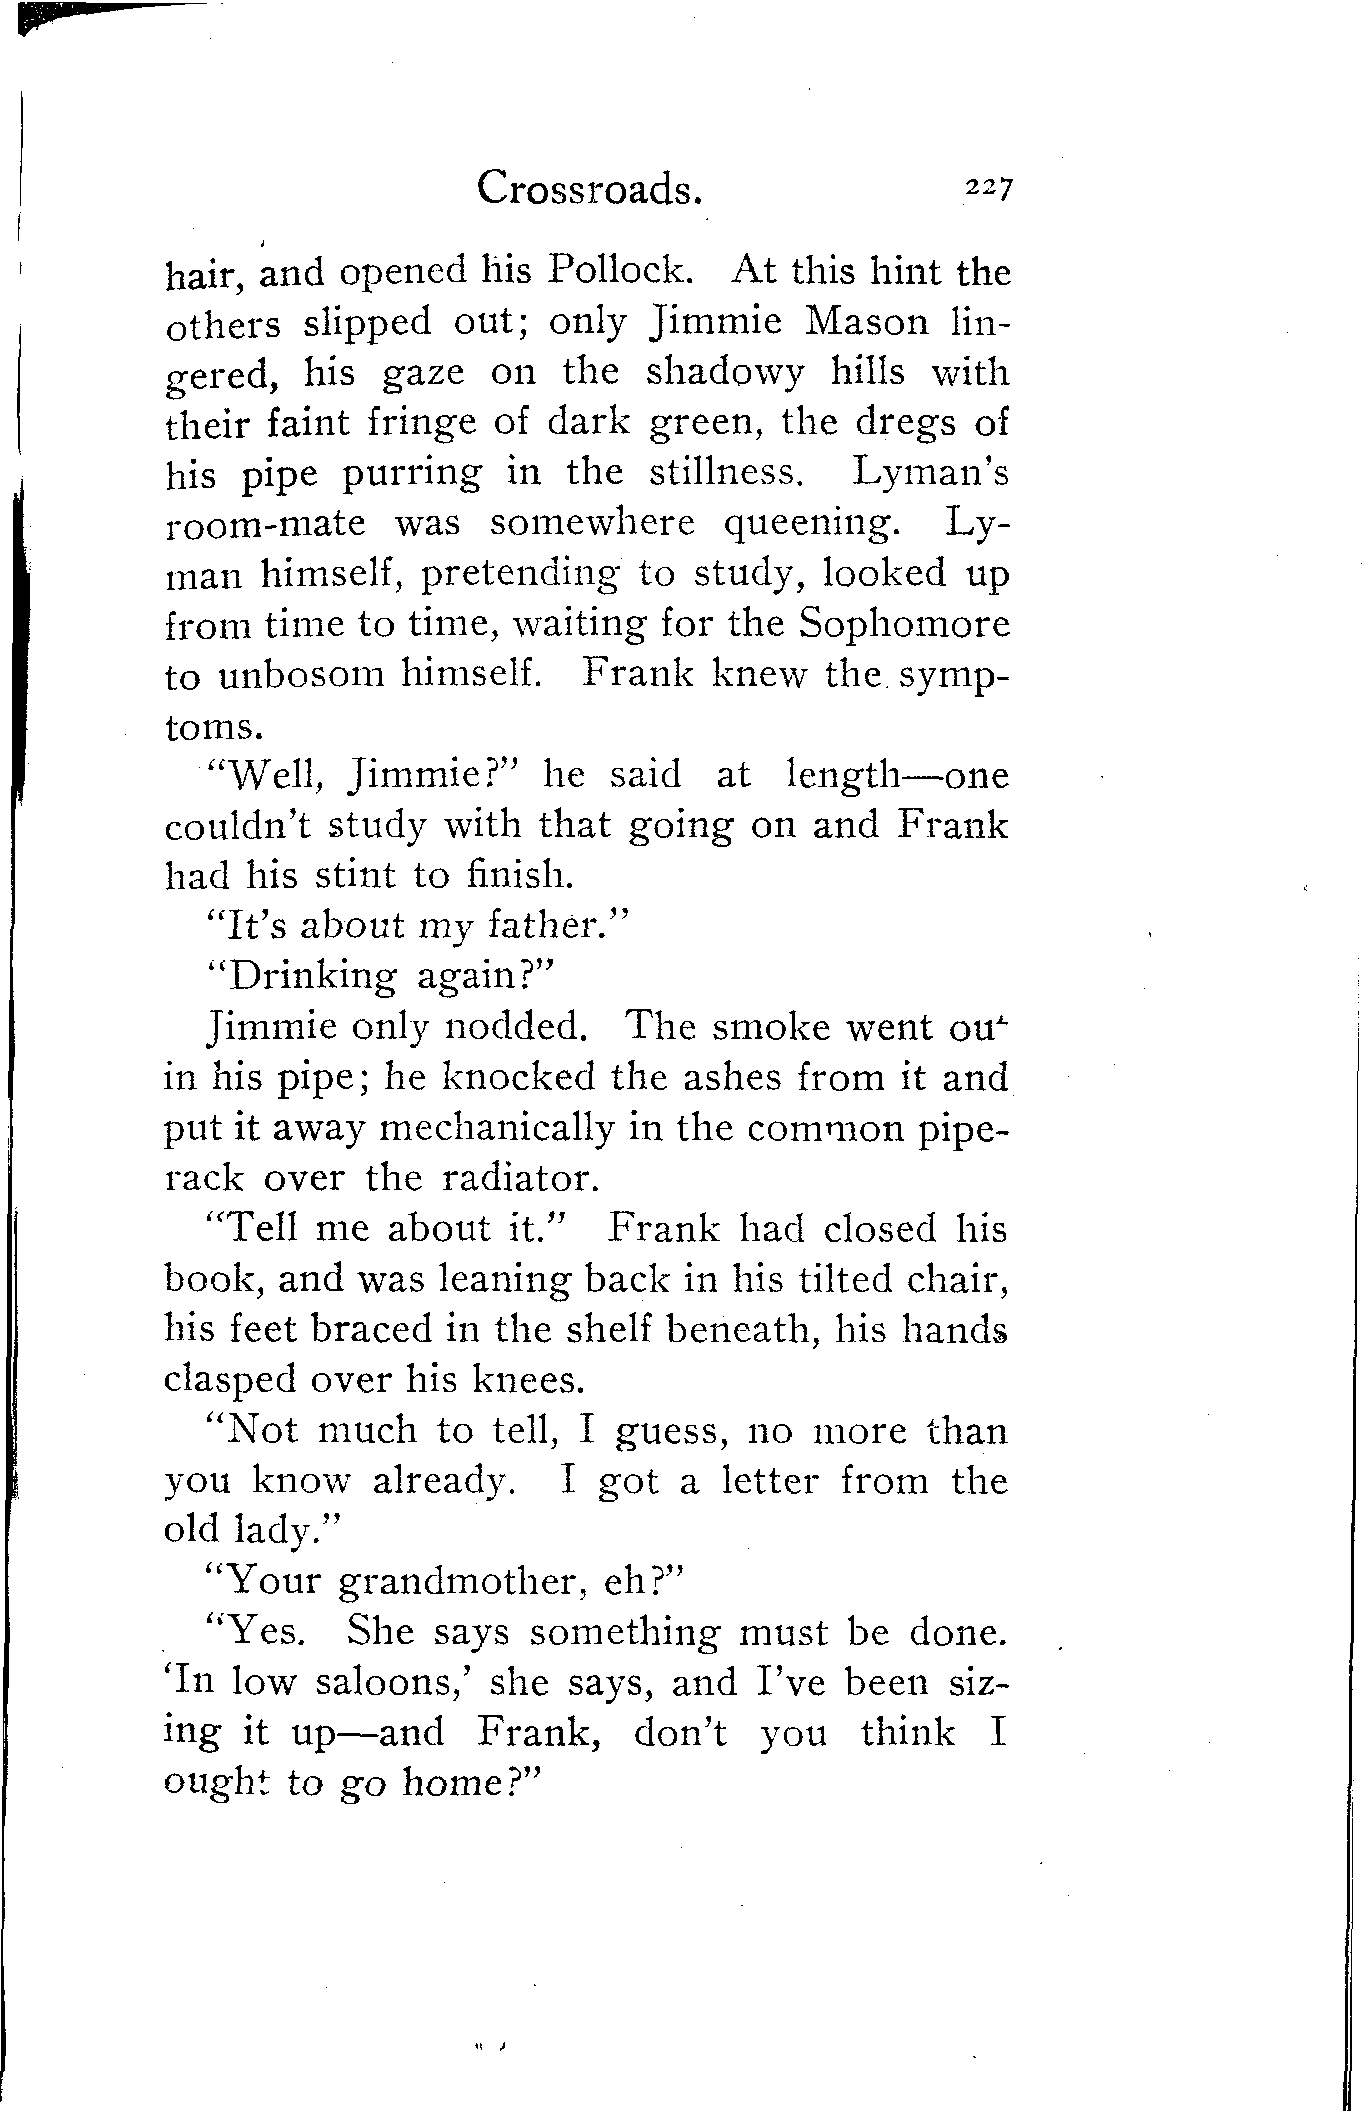 Crossroads. 227
hair, and opened his Pollock. At this hint the
others slipped out; only Jimmie Mason lin-
gered, his gaze on the shadowy hills with
their faint fringe of dark green, the dregs of
his pipe purring in the stillness. Lyman's
room-mate was somewhere queening. Ly-
man himself, pretending to study, looked up
from time to time, waiting for the Sophomore
to unbosom himself. Frank knew the symp-
toms.
"Well, Jimmie?" he said at length—one
couldn't study with that going on and Frank
had his stint to finish.
"It's about my father."
"Drinking again?"
Jimmie only nodded. The smoke went out
in his pipe; he knocked the ashes from it and
put it away mechanically in the common pipe-
rack over the radiator.
"Tell me about it." Frank had closed his
book, and was leaning back in his tilted chair,
his feet braced in the shelf beneath, his hands
clasped over his knees.
"Not much to tell, I guess, no more than
you know already. I got a letter from the
old lady."
"Your grandmother, eh?"
"Yes. She says something must be done.
'In low saloons,' she says, and I've been siz-
ing it up—and Frank, don't you think I
ought to go home?"